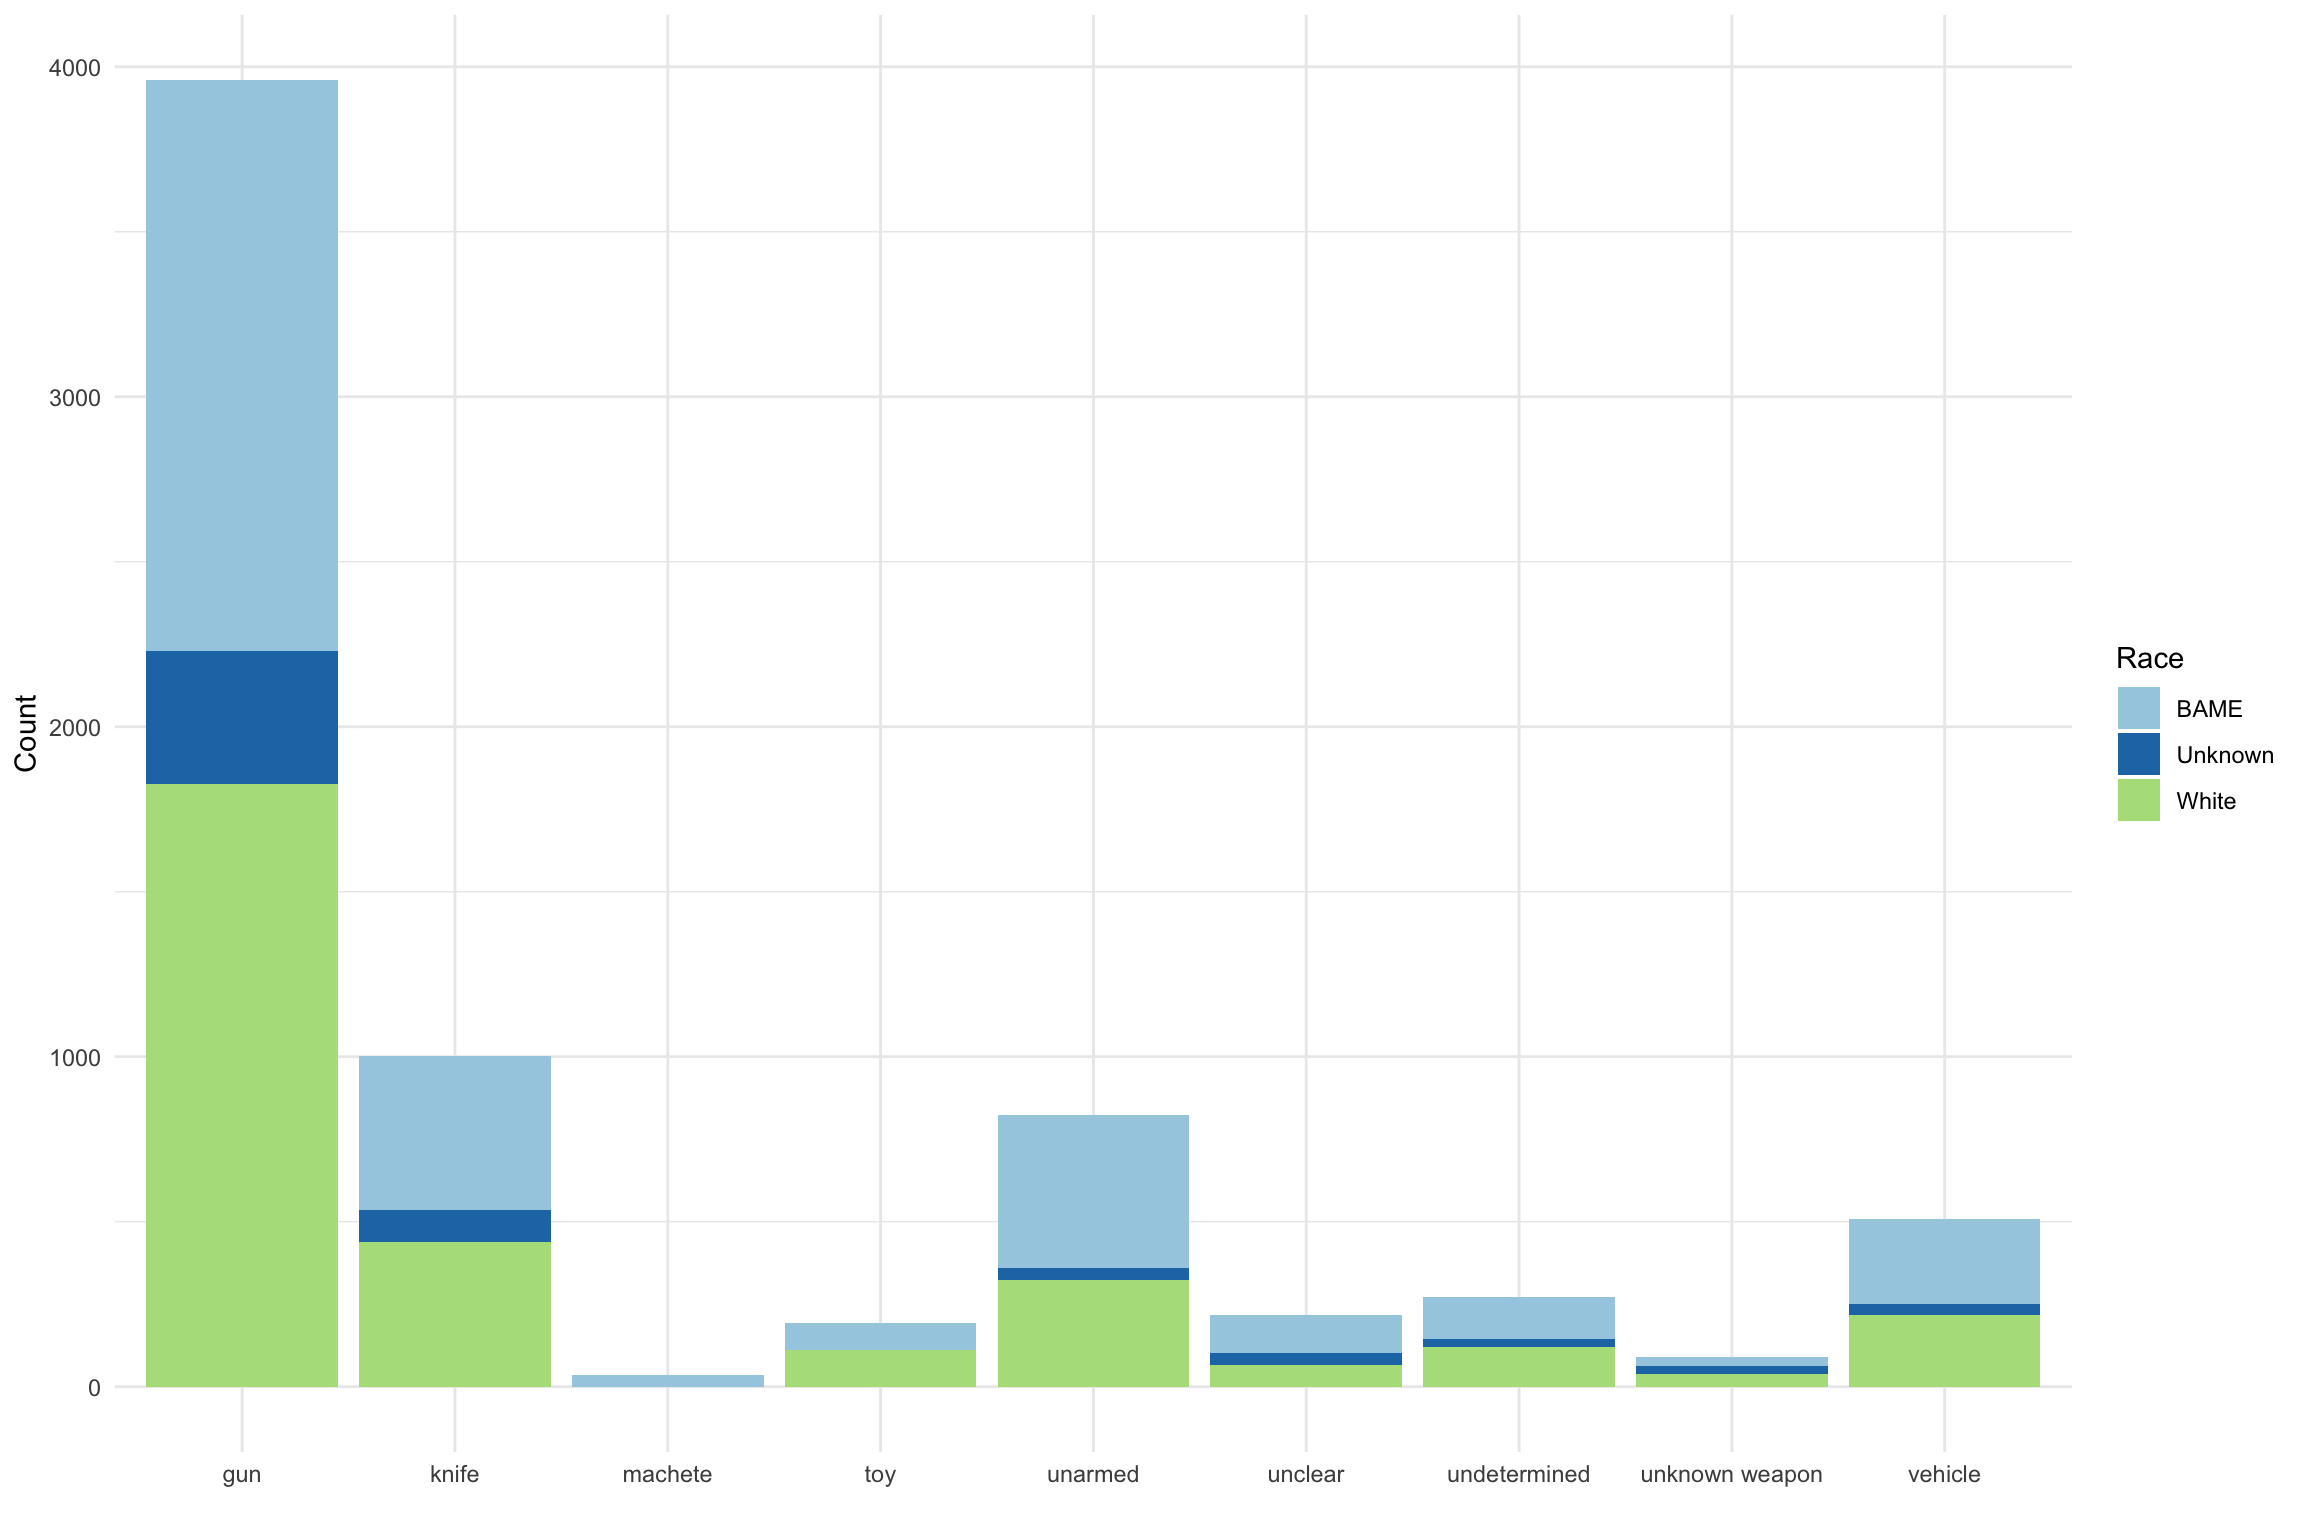 4000
3000
2000
1000
0
Count
gun knife machete toy unarmed unclear undetermined unknown weapon vehicle
Race
BAME
Unknown
White